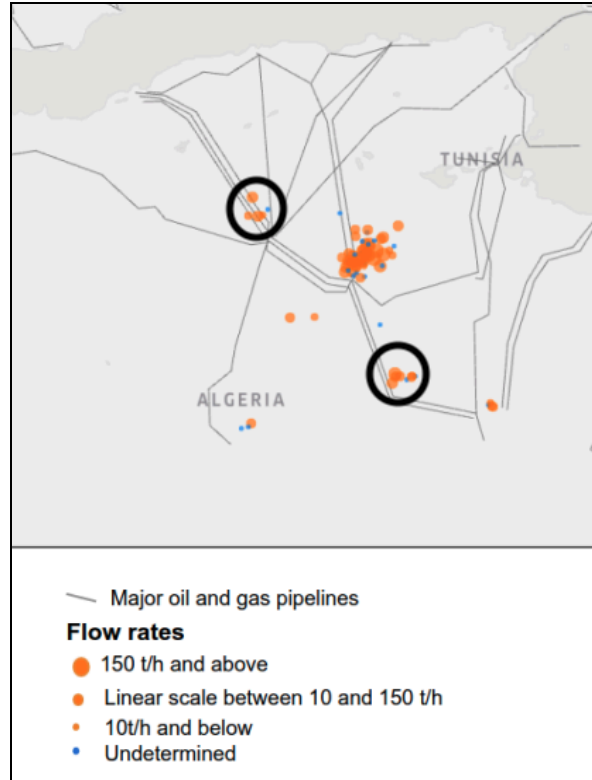 TUNISIA
ALGERIA
Major oil and gas pipelines
Flow rates
150 t/h and above
Linear scale between 10 and 150 t/h
10t/h and below
Undetermined